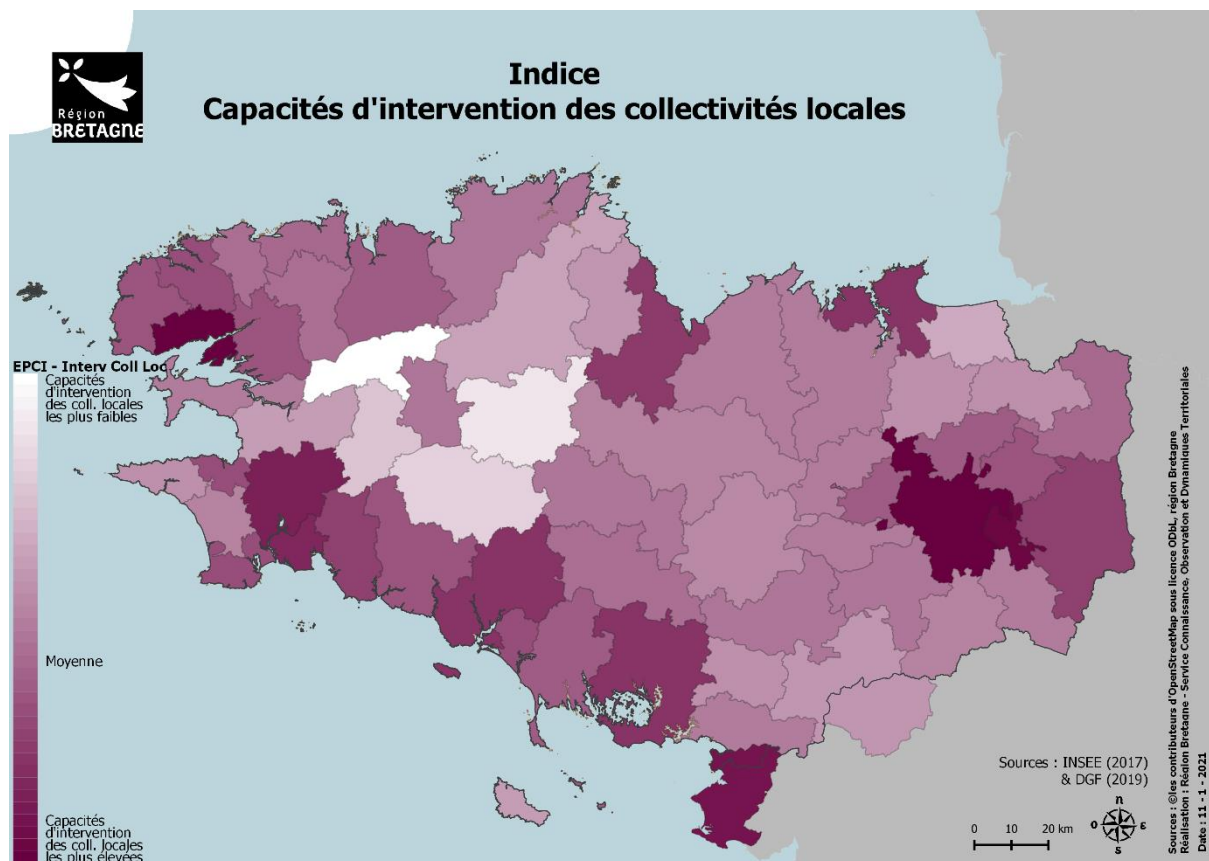 Indice
Capacités d'intervention des collectivités locales
Région
BRETAGNE
EPCI - Interv Coll Loc
Capacités
d'intervention
des coll. locales
les plus faibles
Moyenne
Capacités
d'intervention
des coll. locales
les plus élevées
Sources : INSEE (2017)
& DGF (2019)
n
o
ε
s
0 10 20 km
Sources : ©les contributeurs d'OpenStreetMap sous licence ODbL, région Bretagne
Réalisation : Région Bretagne - Service Connaissance, Observation et Dynamiques Territoriales
Date : 11 - 1 - 2021